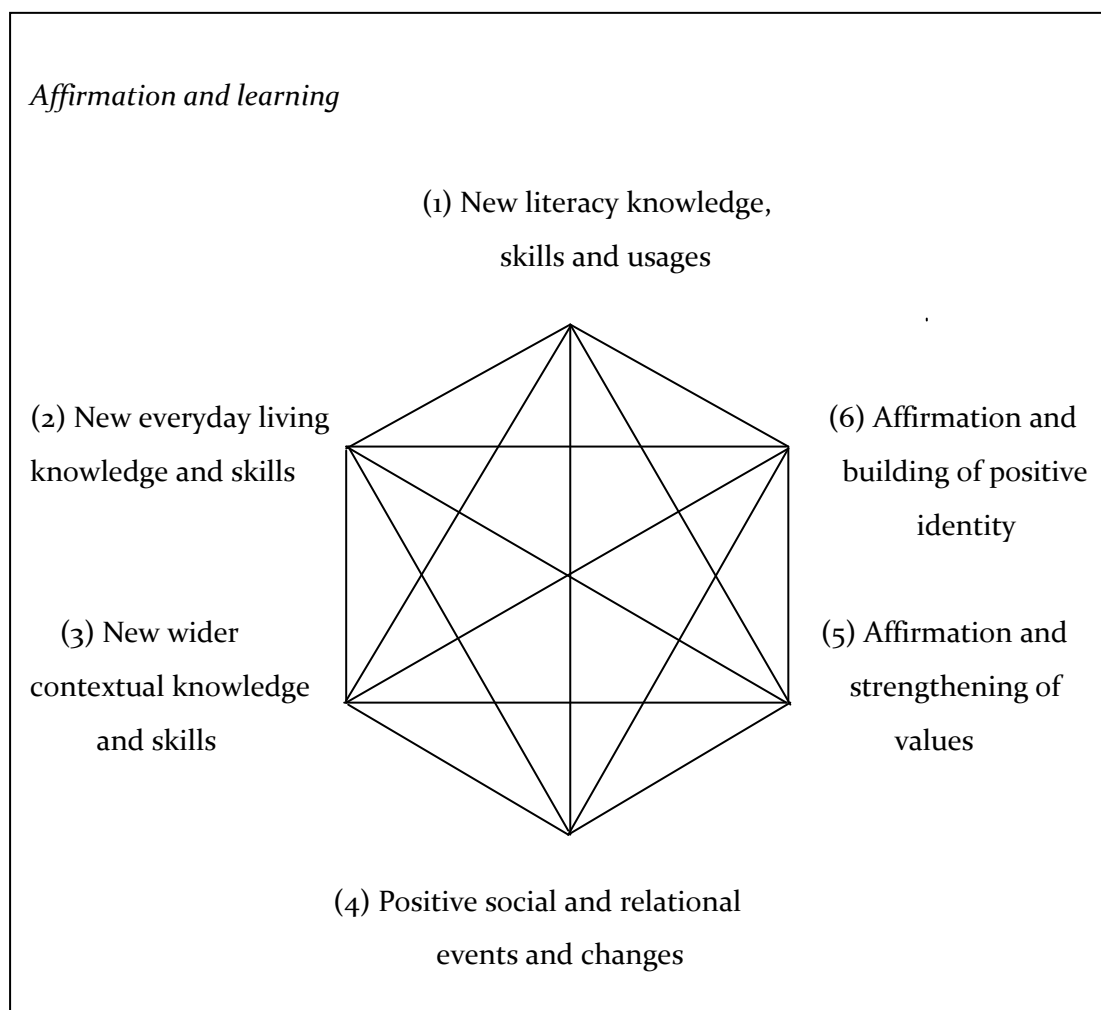 Affirmation and learning
(1) New literacy knowledge,
skills and usages
(2) New everyday living
knowledge and skills
(6) Affirmation and
building of positive
identity
(3) New wider
contextual knowledge
and skills
(5) Affirmation and
strengthening of
values
(4) Positive social and relational
events and changes